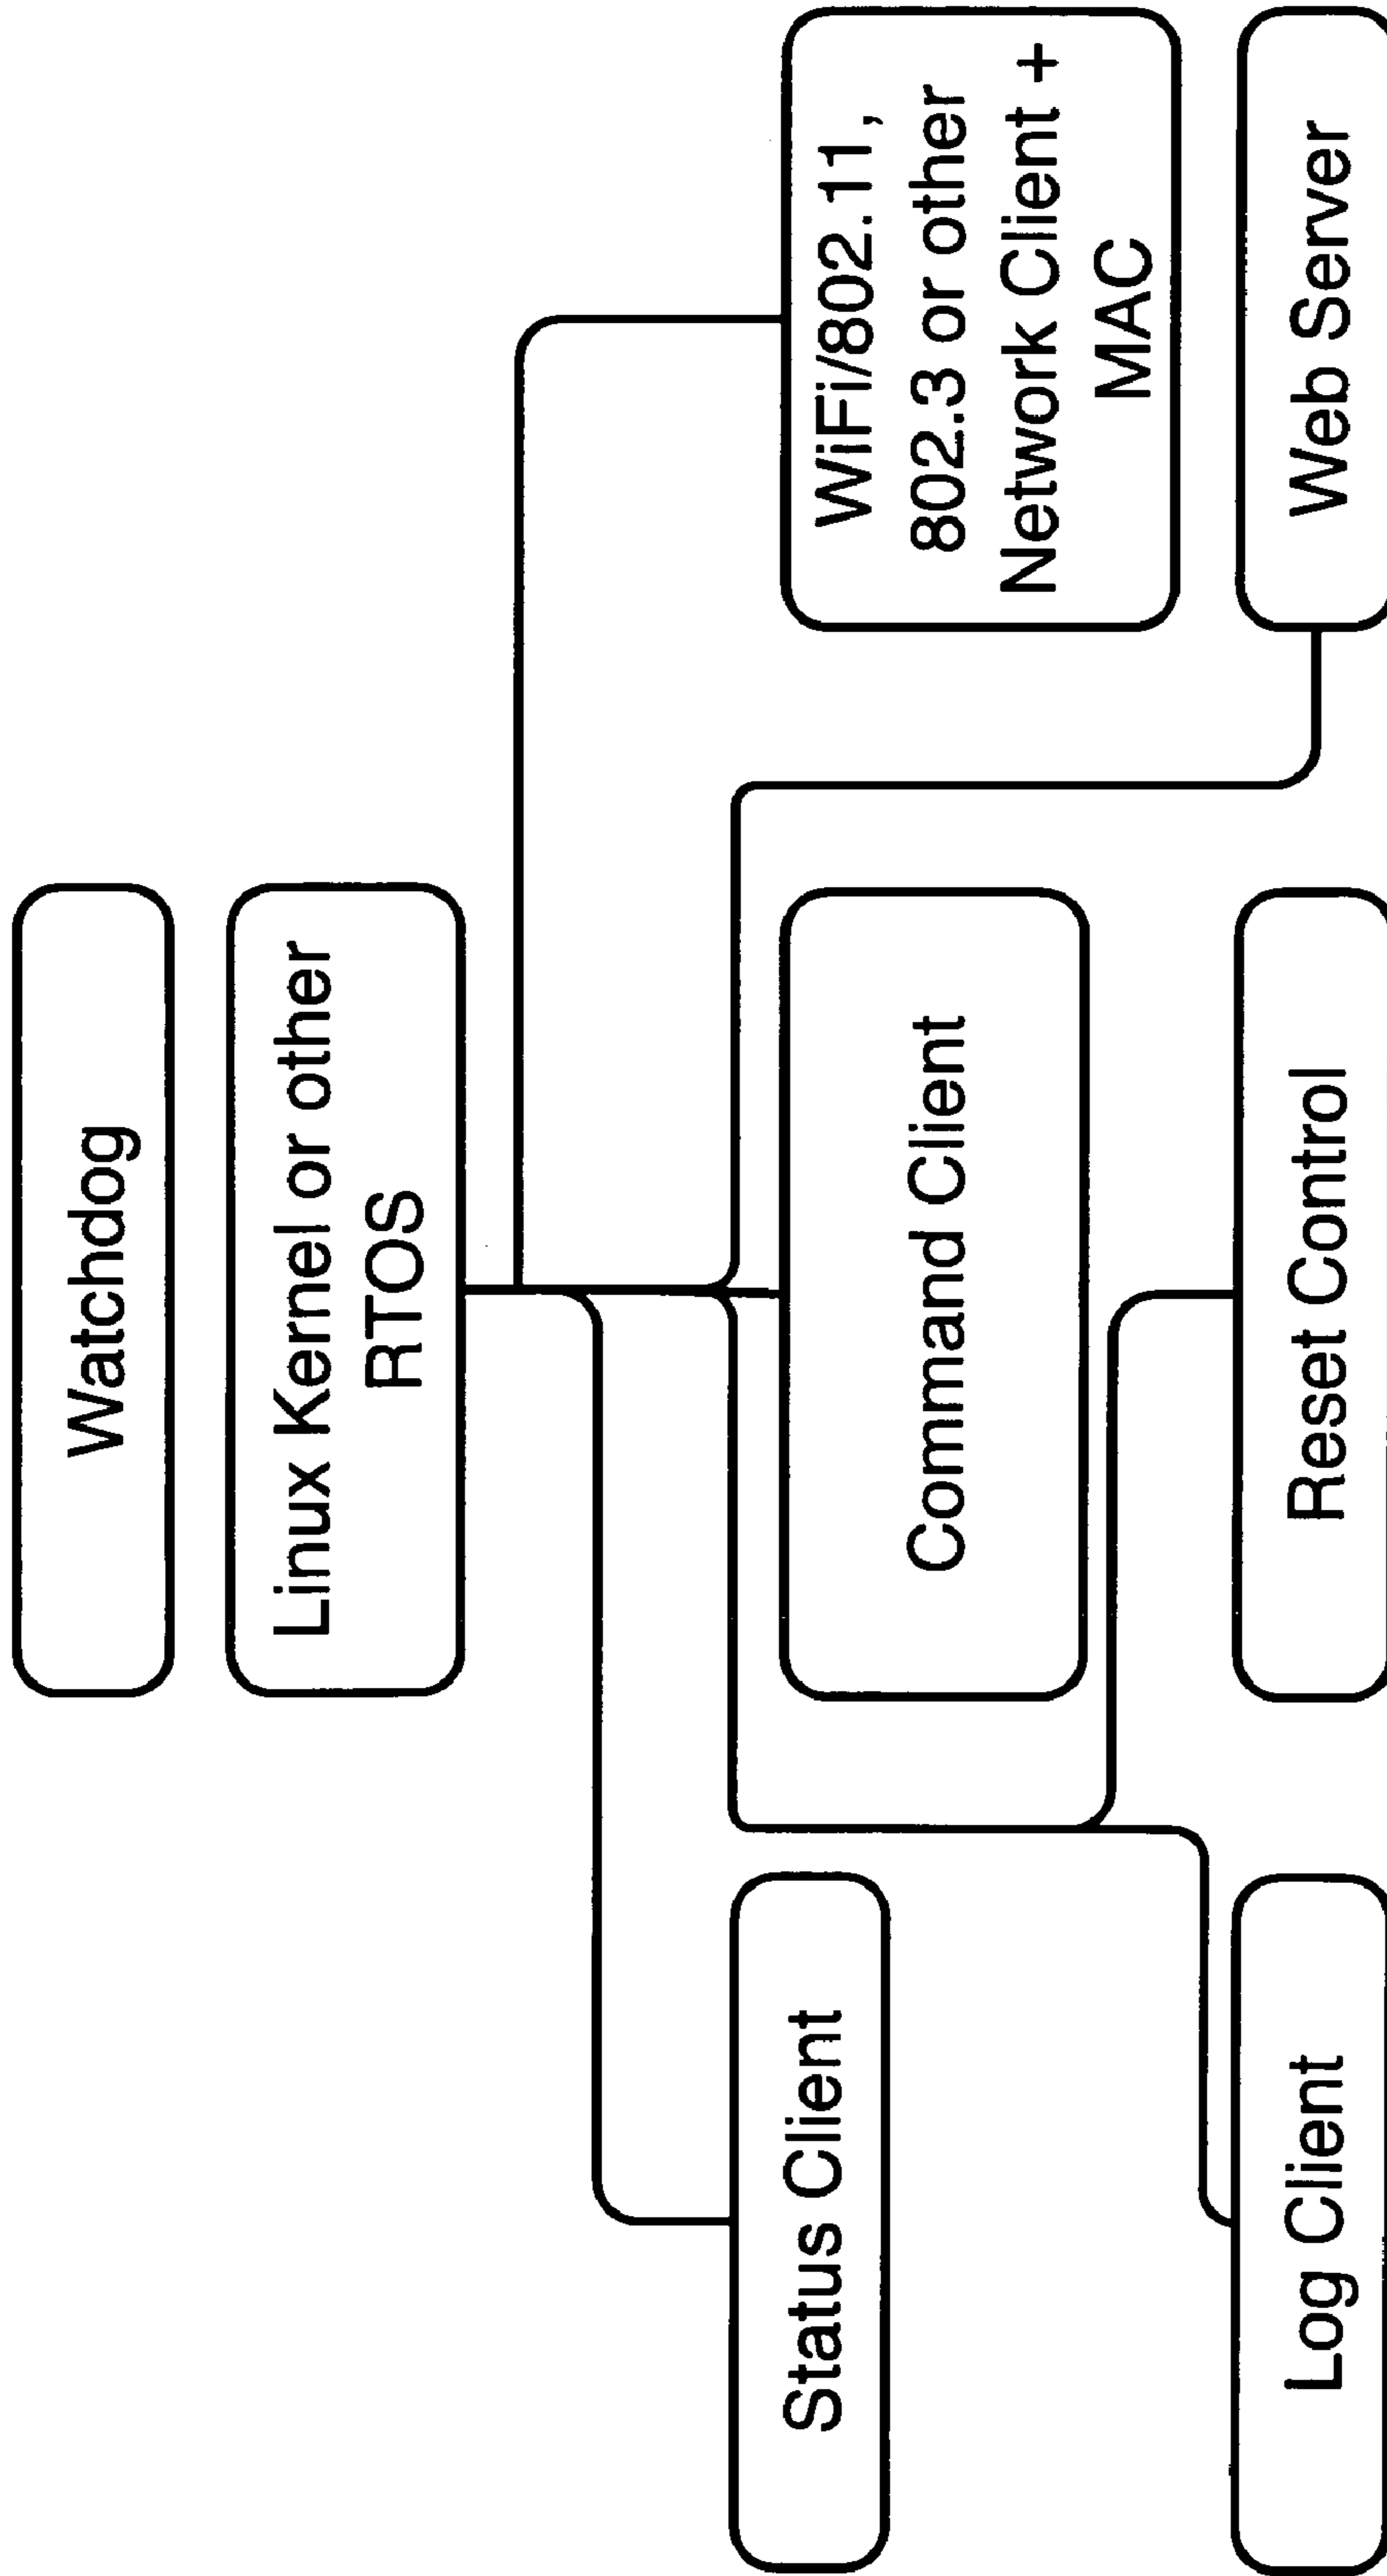 Watchdog
Linux Kernel or other
RTOS
Status Client
Command Client
WiFi/802.11,
802.3 or other
Network Client +
MAC
Log Client
Reset Control
Web Server